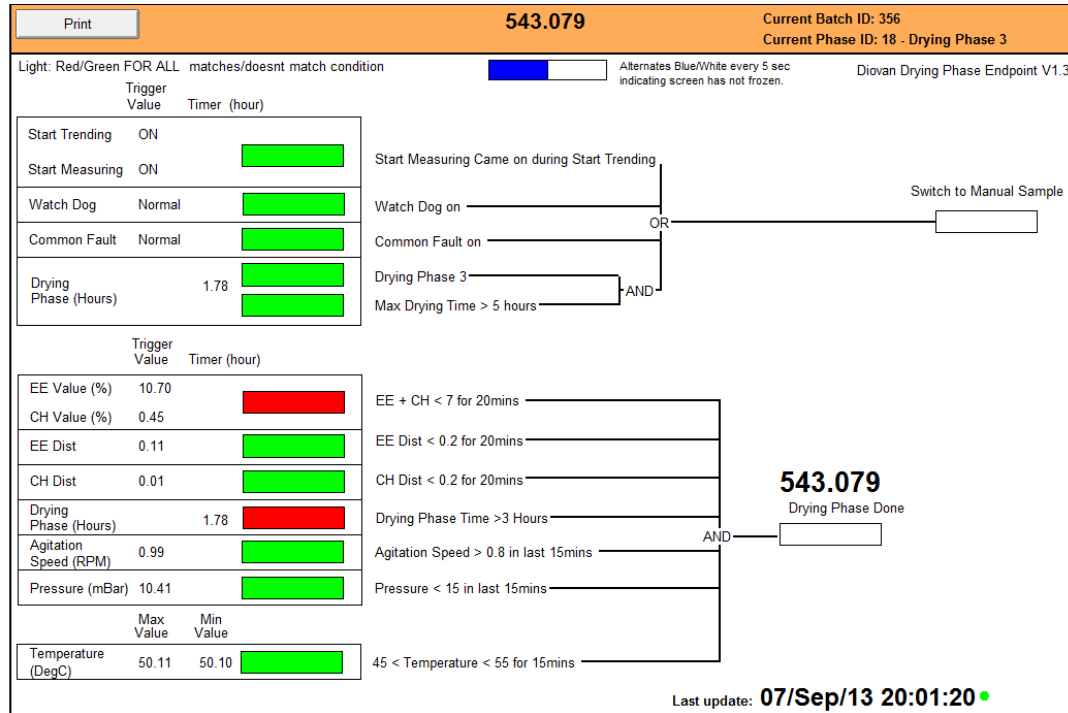 Print
543.079
Current Batch ID: 356
Current Phase ID: 18 - Drying Phase 3
Light: Red/Green FOR ALL matches/doesnt match condition
Alternates Blue/White every 5 sec
indicating screen has not frozen.
Diovan Drying Phase Endpoint V1.3
Trigger
Value Timer (hour)
Start Trending ON
Start Measuring ON
Start Measuring Came on during Start Trending
Watch Dog Normal
Watch Dog on
Common Fault Normal
Common Fault on
Drying
Phase (Hours) 1.78
Drying Phase 3
Max Drying Time > 5 hours
AND
OR
Switch to Manual Sample
Trigger
Value Timer (hour)
EE Value (%) 10.70
CH Value (%) 0.45
EE + CH < 7 for 20mins
EE Dist 0.11
EE Dist < 0.2 for 20mins
CH Dist 0.01
CH Dist < 0.2 for 20mins
Drying
Phase (Hours) 1.78
Drying Phase Time >3 Hours
Agitation
Speed (RPM) 0.99
Agitation Speed > 0.8 in last 15mins
Pressure (mBar) 10.41
Pressure < 15 in last 15mins
Max
Value
Min
Value
Temperature
(DegC) 50.11 50.10
45 < Temperature < 55 for 15mins
AND
543.079
Drying Phase Done
Last update: 07/Sep/13 20:01:20